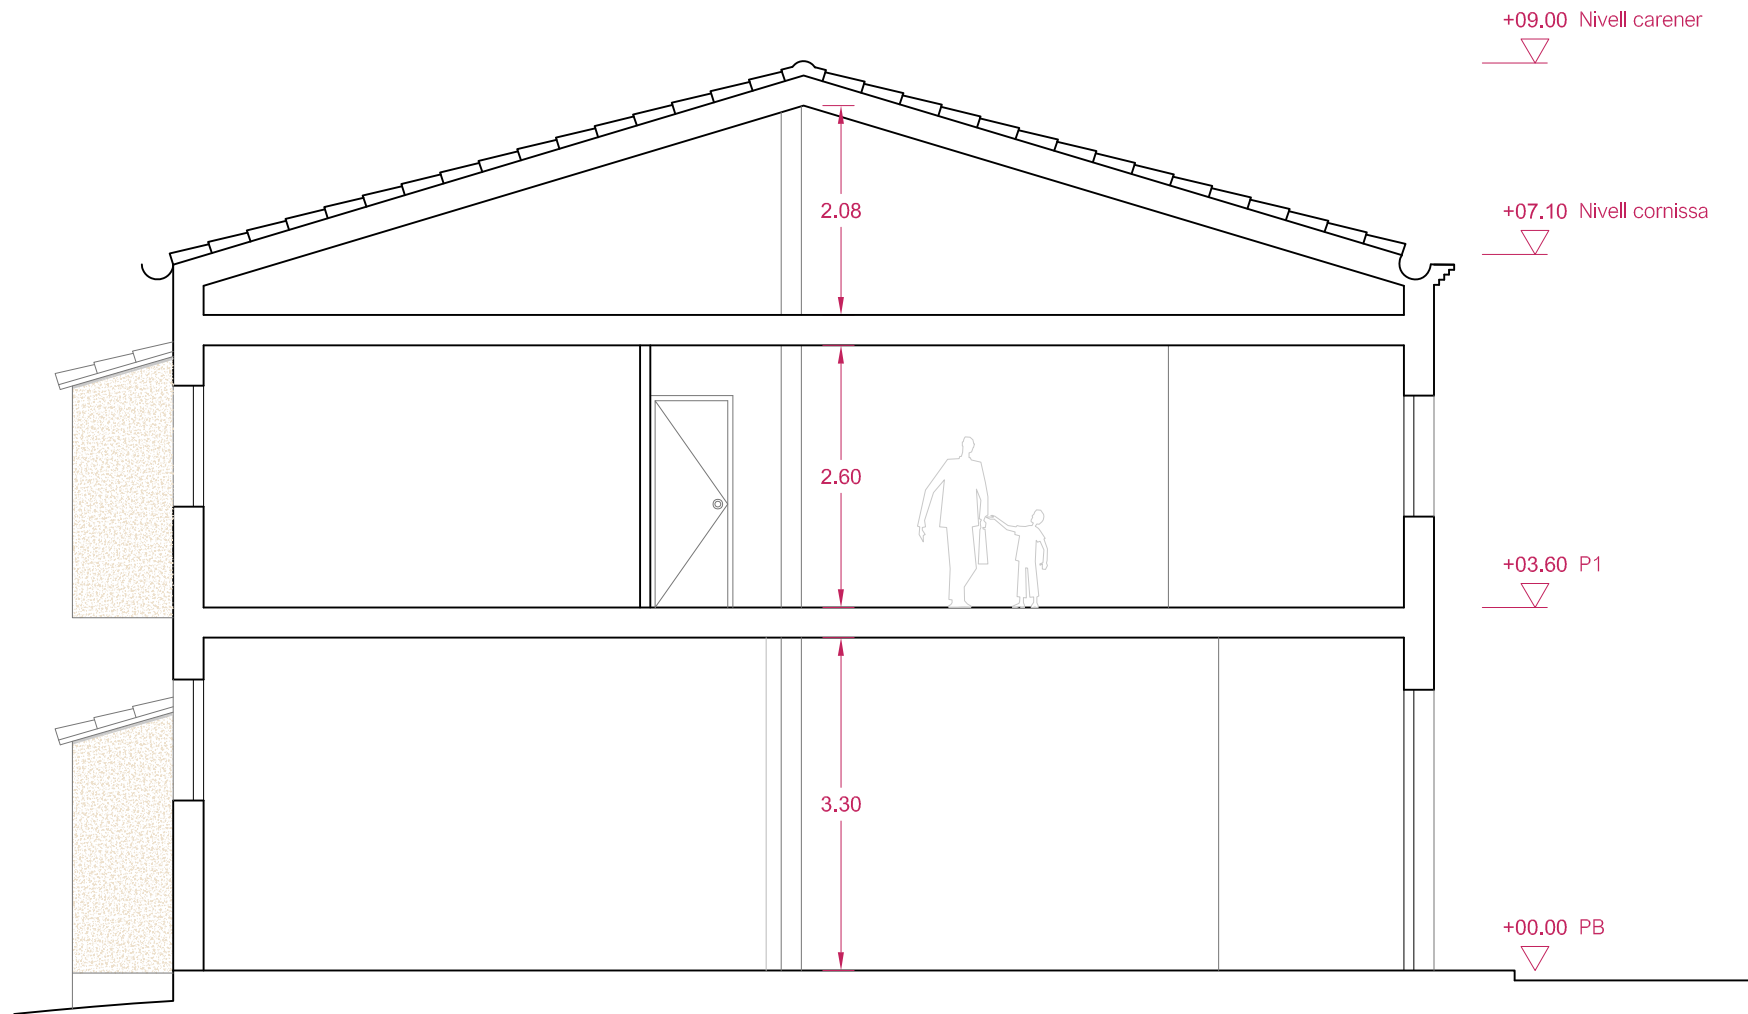 +09.00 Nivell carener
2.08
+07.10 Nivell cornissa
2.60
+03.60 P1
3.30
+00.00 PB